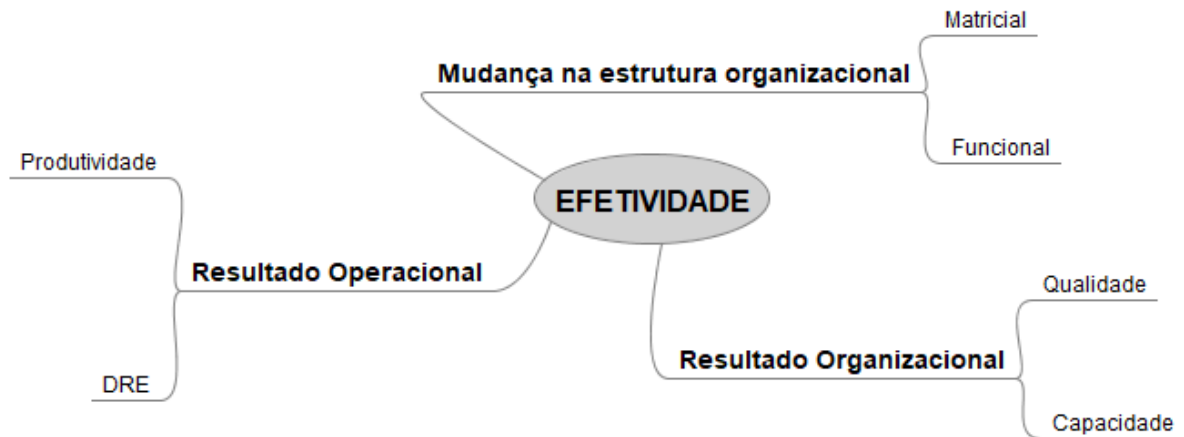 Matricial
Mudança na estrutura organizacional
Funcional
Produtividade
EFETIVIDADE
Resultado Operacional
DRE
Qualidade
Resultado Organizacional
Capacidade